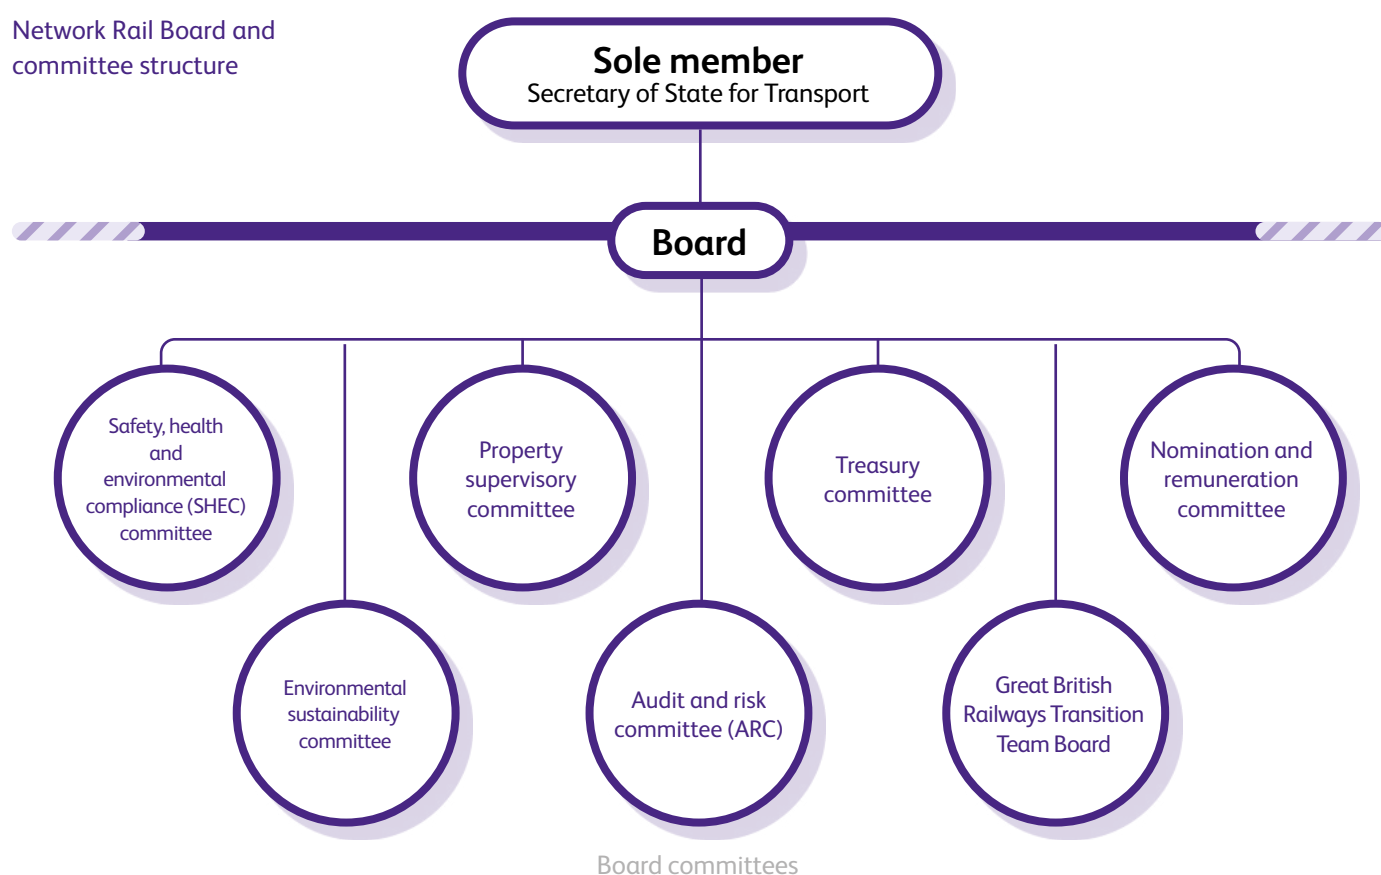 Network Rail Board and
committee structure
Sole member
Secretary of State for Transport
Board
Safety, health
and
environmental
compliance (SHEC)
committee
Property
supervisory
committee
Treasury
committee
Nomination and
remuneration
committee
Environmental
sustainability
committee
Audit and risk
committee (ARC)
Great British
Railways Transition
Team Board
Board committees